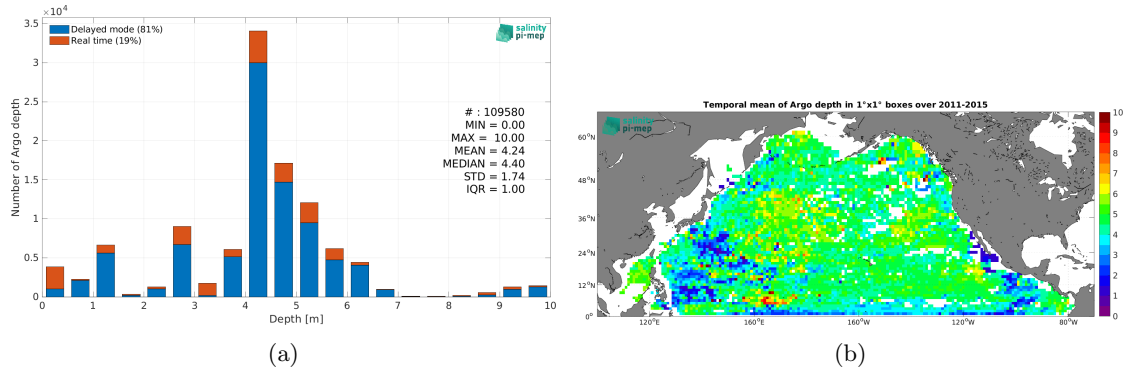 ×10⁴
3.5
3
2.5
2
1.5
1
0.5
0
Number of Argo depth
Delayed mode (81%)
Real time (19%)
salinity
pi-mep
# : 109580
MIN = 0.00
MAX = 10.00
MEAN = 4.24
MEDIAN = 4.40
STD = 1.74
IQR = 1.00
0 1 2 3 4 5 6 7 8 9 10
Depth [m]
(a)
Temporal mean of Argo depth in 1°x1° boxes over 2011-2015
salinity
pi-mep
60°N
48°N
36°N
24°N
12°N
0°
120°E 160°E 160°W 120°W 80°W
10
9
8
7
6
5
4
3
2
1
0
(b)